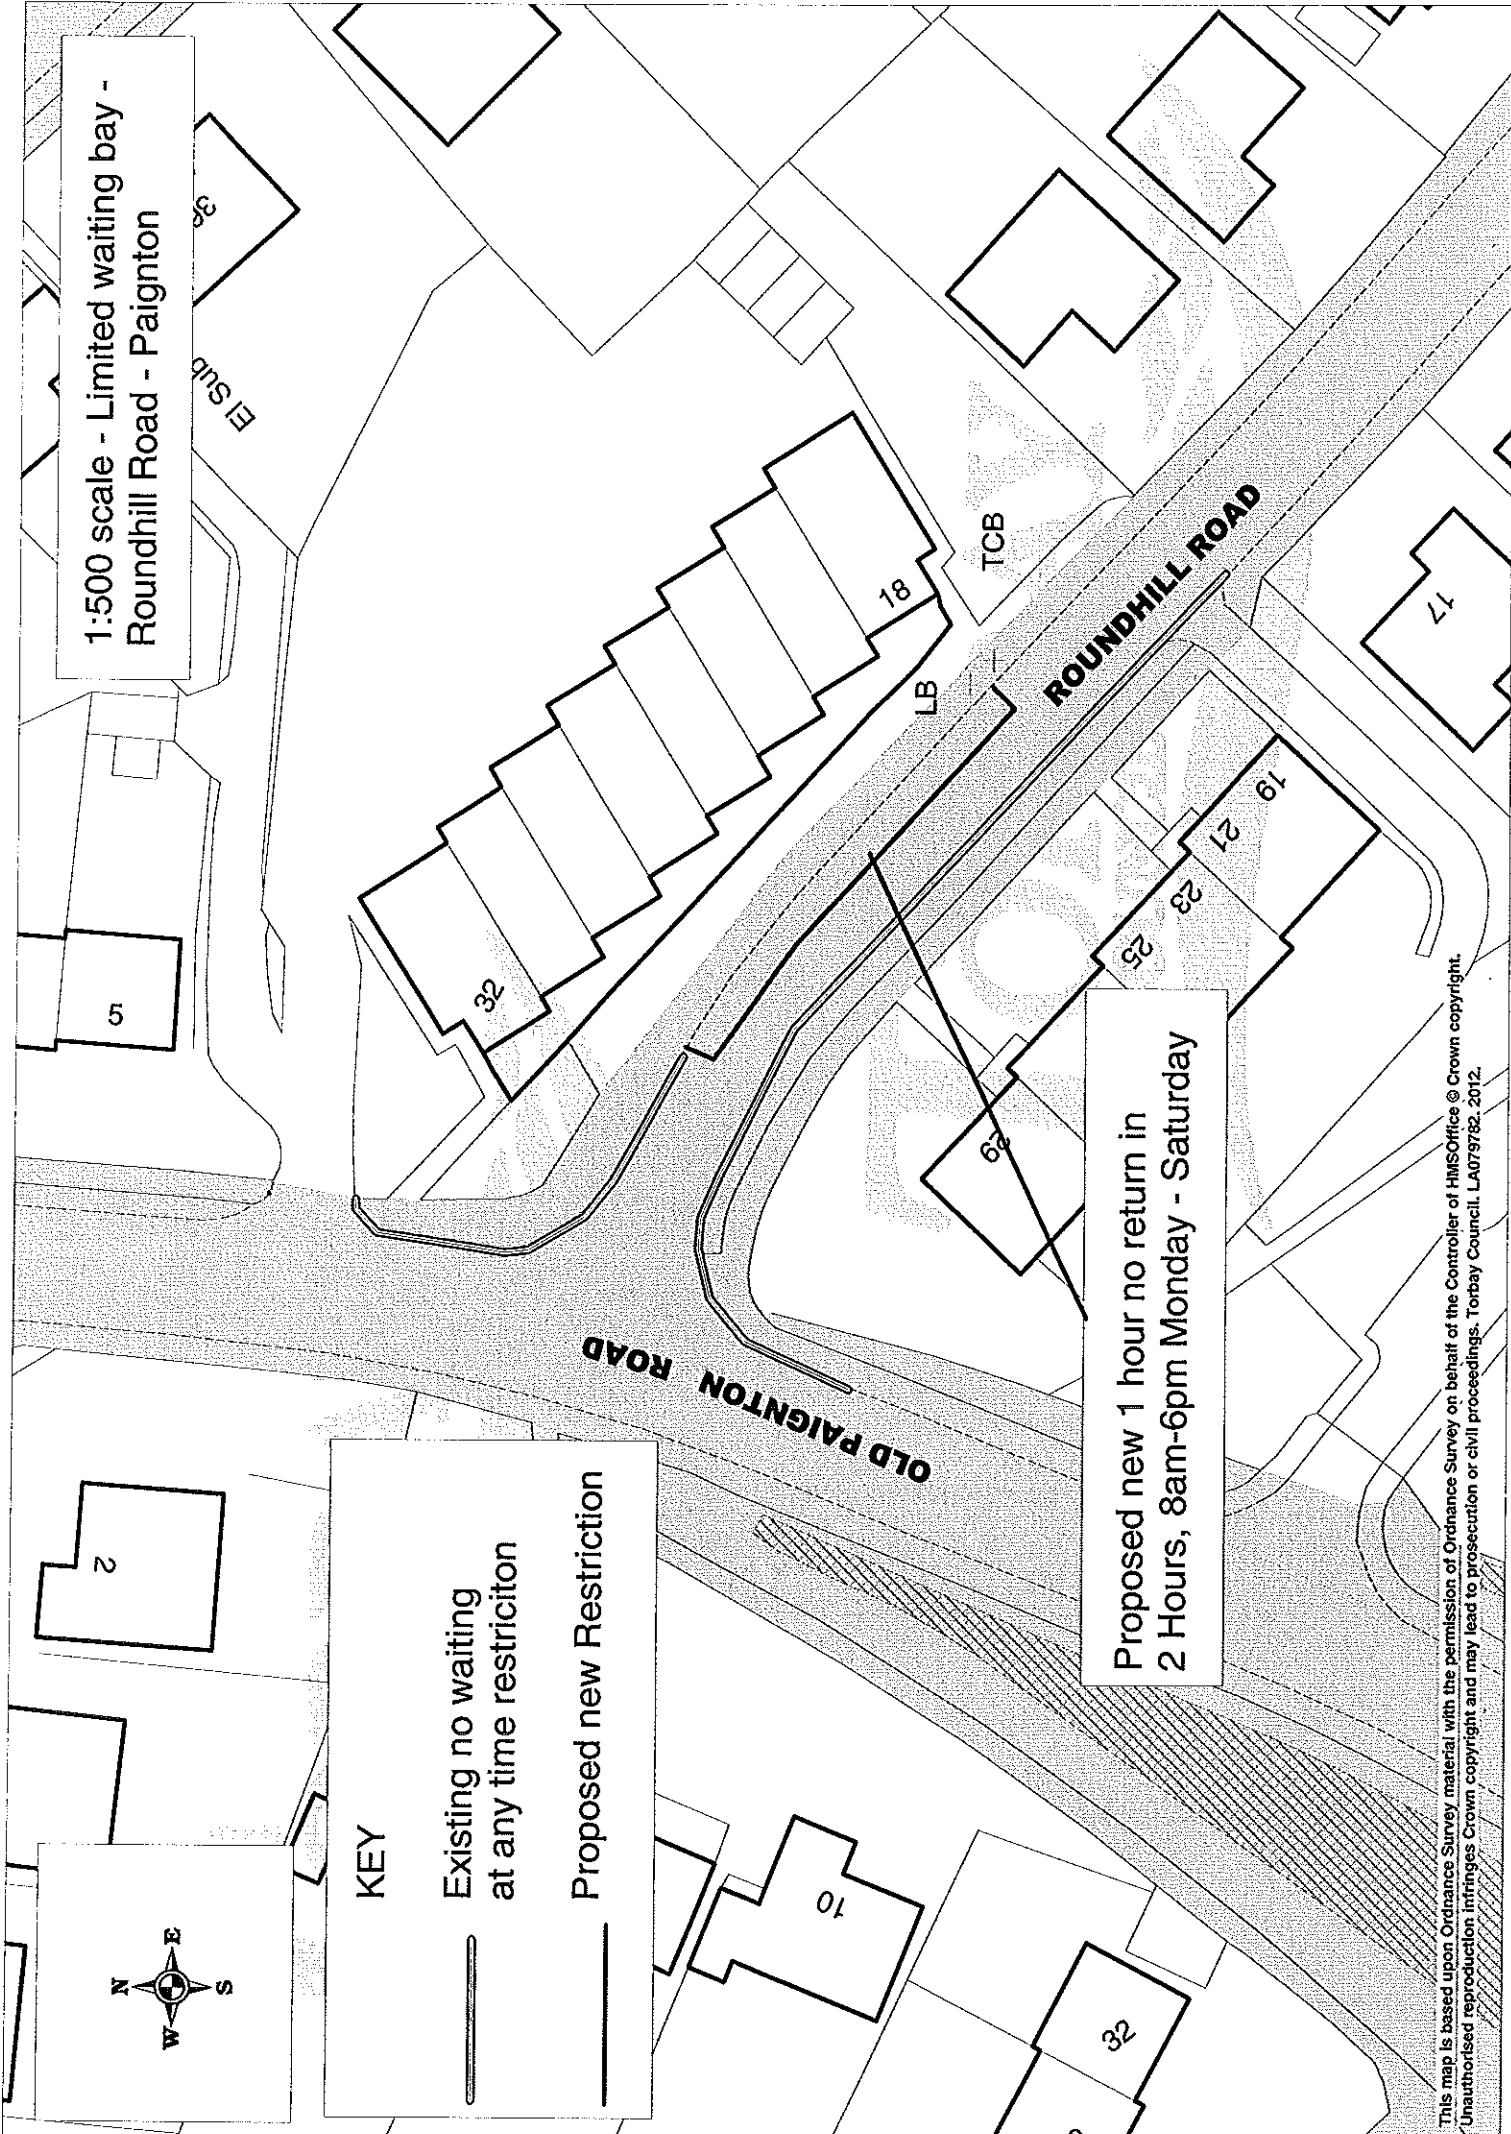 1:500 scale - Limited waiting bay -
Roundhill Road - Paignton
36
El Sub
5
2
N
W
E
S
KEY
Existing no waiting
at any time restriciton
Proposed new Restriction
32
18
LB
TCB
ROUNDHILL ROAD
OLD PAIGNTON ROAD
17
19
21
23
25
29
10
32
Proposed new 1 hour no return in
2 Hours, 8am-6pm Monday - Saturday
This map is based upon Ordnance Survey material with the permission of Ordnance Survey on behalf of the Controller of HMSOffice © Crown copyright.
Unauthorised reproduction infringes Crown copyright and may lead to prosecution or civil proceedings. Torbay Council. LA079782. 2012.